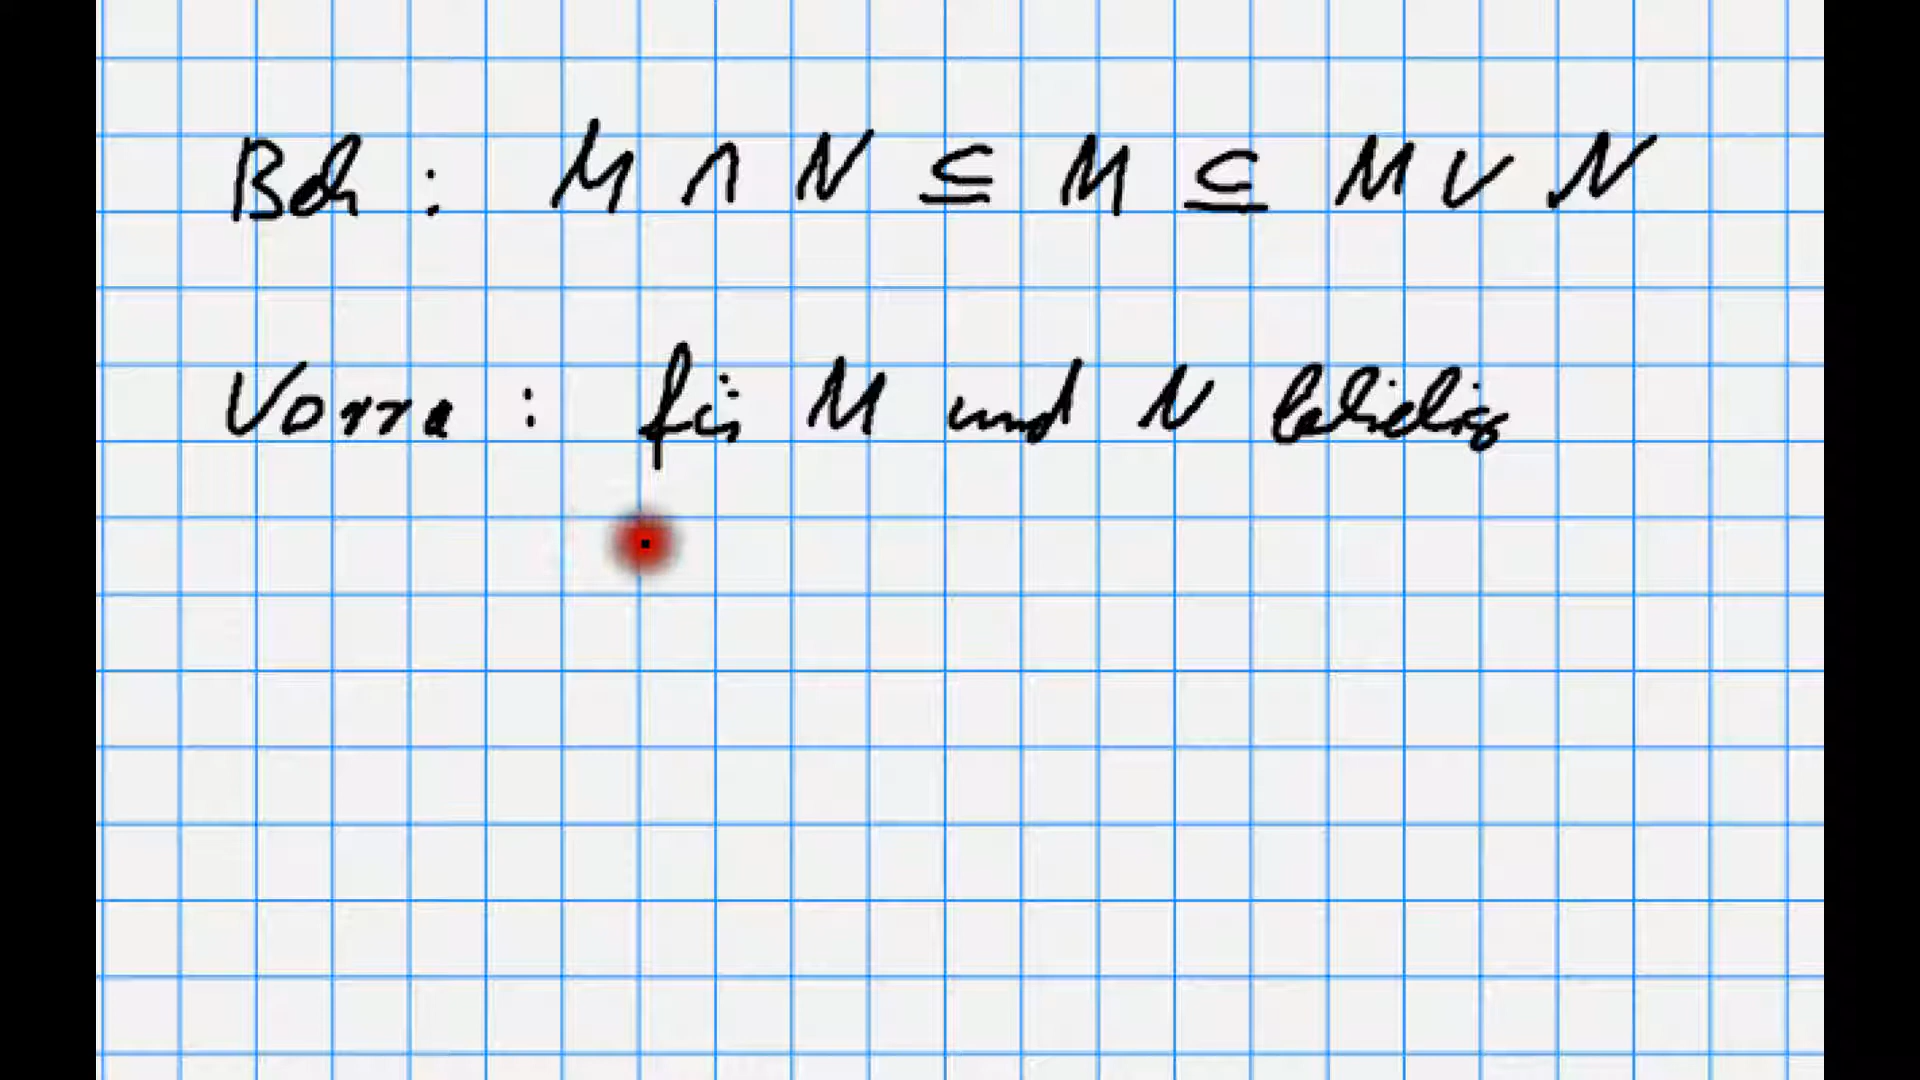 Beh : M ∩ N ⊆ M ⊆ M ∪ N
Vorra : für M und N beliebig